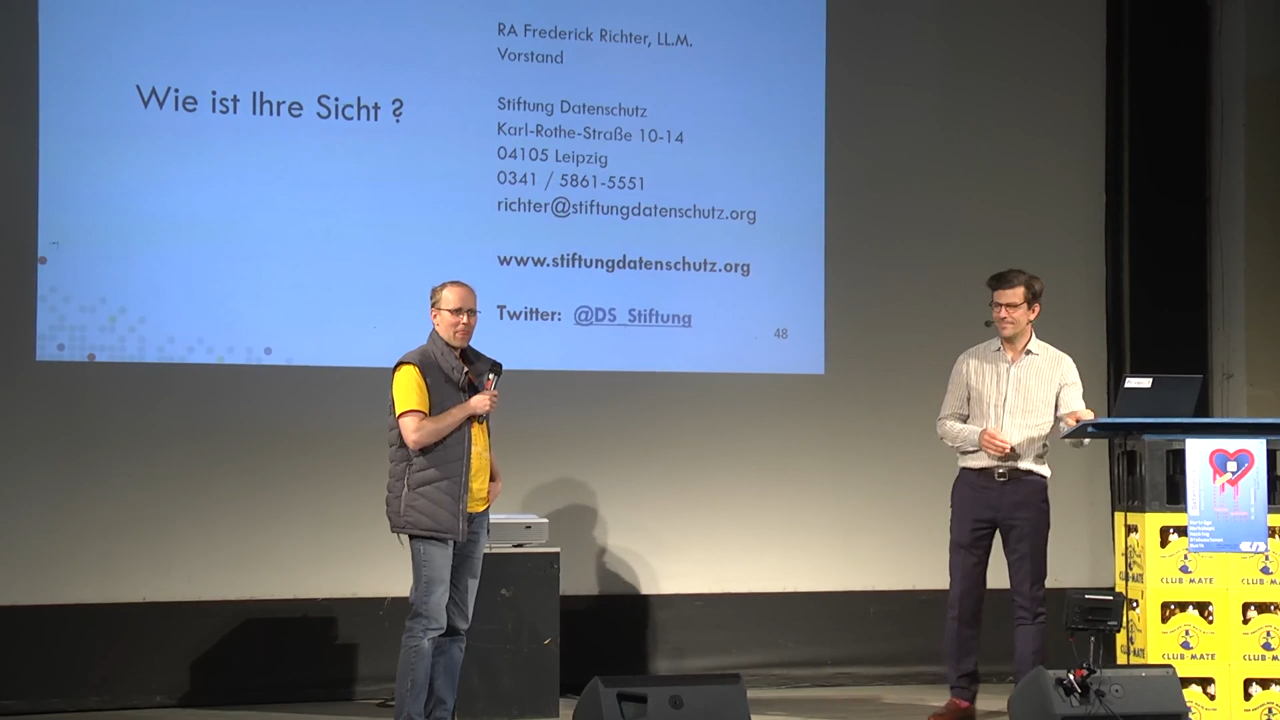 Wie ist Ihre Sicht ?
RA Frederick Richter, LL.M.
Vorstand
Stiftung Datenschutz
Karl-Rothe-Straße 10-14
04105 Leipzig
0341 / 5861-5551
richter@stiftungdatenschutz.org
www.stiftungdatenschutz.org
Twitter: @DS_Stiftung
48
CLUB-MATE
CLUB-MATE
CLUB-MATE
CLUB-MATE